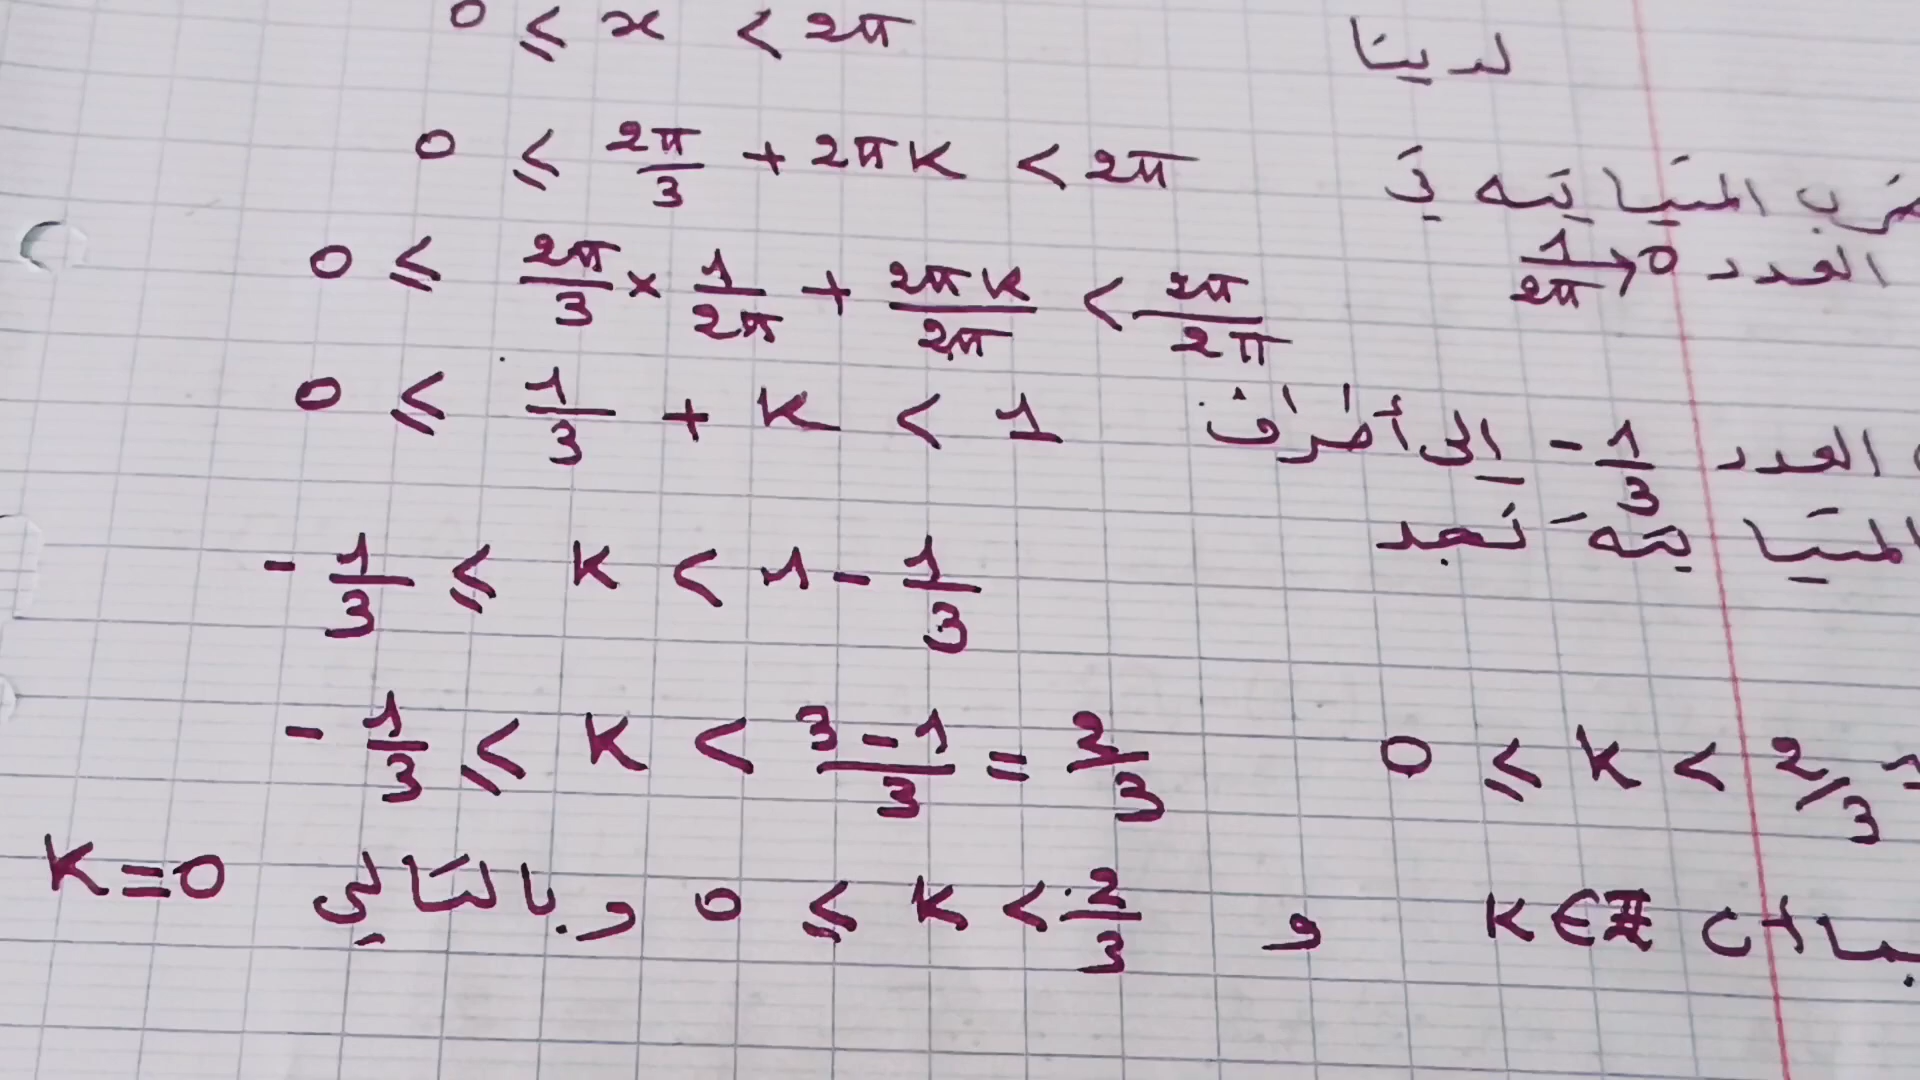 لدينا 0 ≤ x < 2π
0 ≤ 2π/3 + 2πK < 2π
ضرب المتباينة في
العدد 1/2π → 0
0 ≤ 2π/3 × 1/2π + 2πK/2π < 2π/2π
0 ≤ 1/3 + K < 1
العدد -1/3 إلى أطراف
المتباينة نجد
-1/3 ≤ K < 1 - 1/3
-1/3 ≤ K < (3-1)/3 = 2/3
0 ≤ K < 2/3
بما أن K ∈ Z و 0 ≤ K < 2/3 وبالتالي K = 0